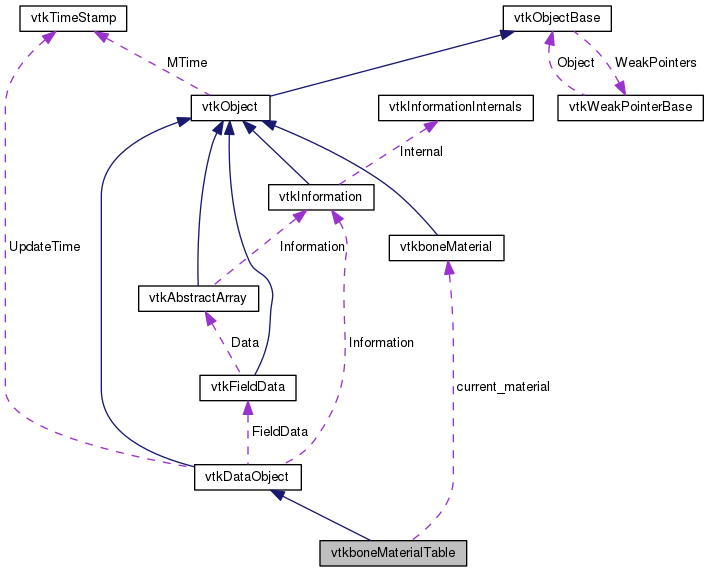 vtkTimeStamp
vtkObjectBase
MTime
Object
WeakPointers
vtkObject
vtkInformationInternals
vtkWeakPointerBase
Internal
vtkInformation
UpdateTime
Information
vtkboneMaterial
vtkAbstractArray
Data
Information
vtkFieldData
current_material
FieldData
vtkDataObject
vtkboneMaterialTable